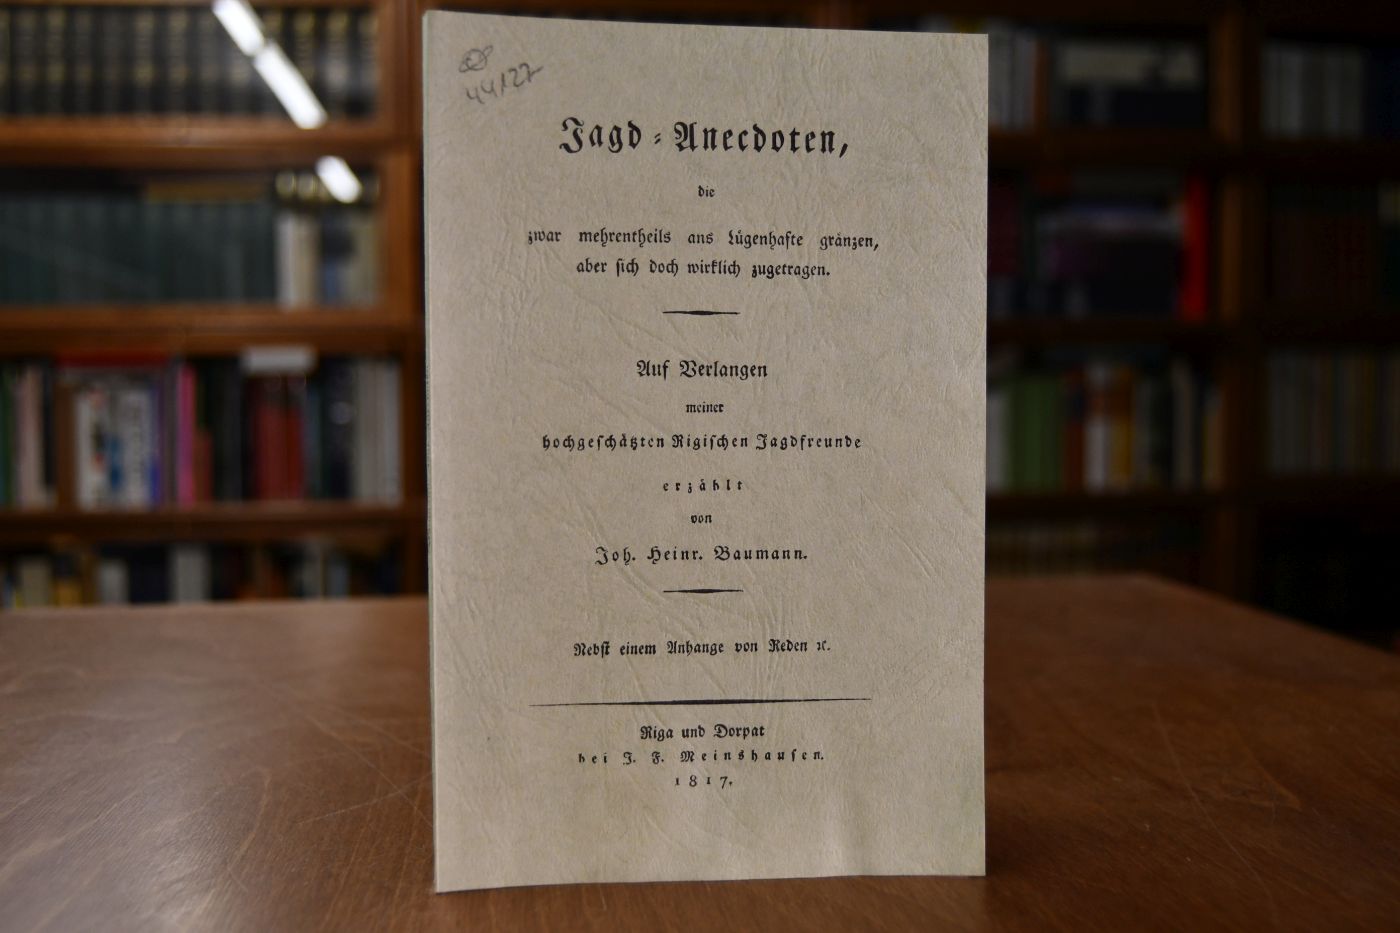 44127
Jagd-Anecdoten,
die
zwar mehrentheils ans Lügenhafte gränzen,
aber sich doch wirklich zugetragen.
Auf Verlangen
meiner
hochgeschätzten Rigischen Jagdfreunde
erzählt
von
Joh. Heinr. Baumann.
Nebst einem Anhange von Reden ꝛc.
Riga und Dorpat
bei J. F. Meinshausen.
1817.